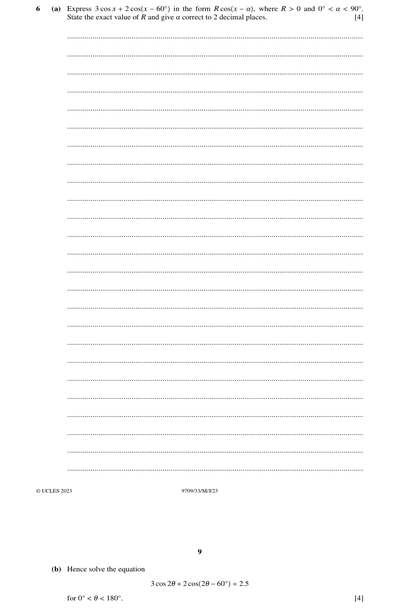 6 (a) Express 3 cos x + 2 cos(x − 60°) in the form R cos(x − α), where R > 0 and 0° < α < 90°.
State the exact value of R and give α correct to 2 decimal places. [4]
© UCLES 2023 9709/33/M/J/23
9
(b) Hence solve the equation
3 cos 2θ + 2 cos(2θ − 60°) = 2.5
for 0° < θ < 180°. [4]